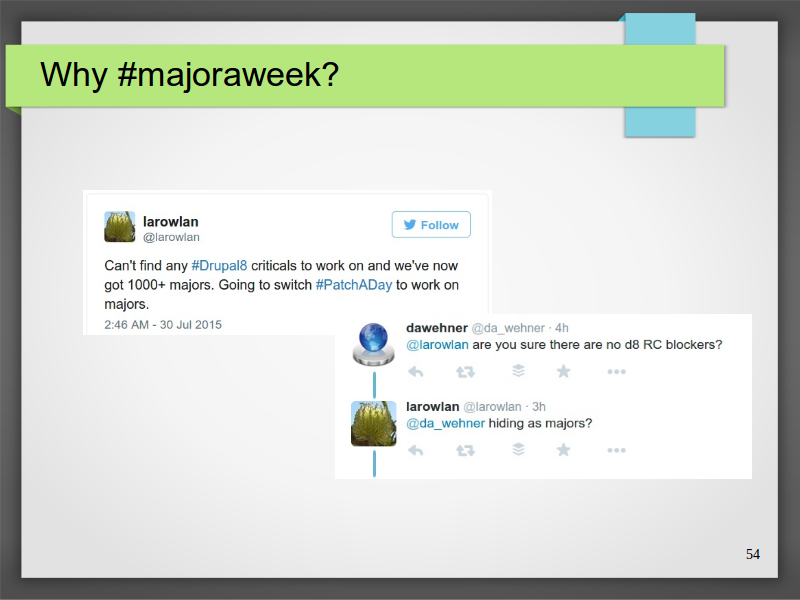 Why #majoraweek?
larowlan
@larowlan
Follow
Can't find any #Drupal8 criticals to work on and we've now
got 1000+ majors. Going to switch #PatchADay to work on
majors.
2:46 AM - 30 Jul 2015
dawehner @da_wehner · 4h
@larowlan are you sure there are no d8 RC blockers?
larowlan @larowlan · 3h
@da_wehner hiding as majors?
54